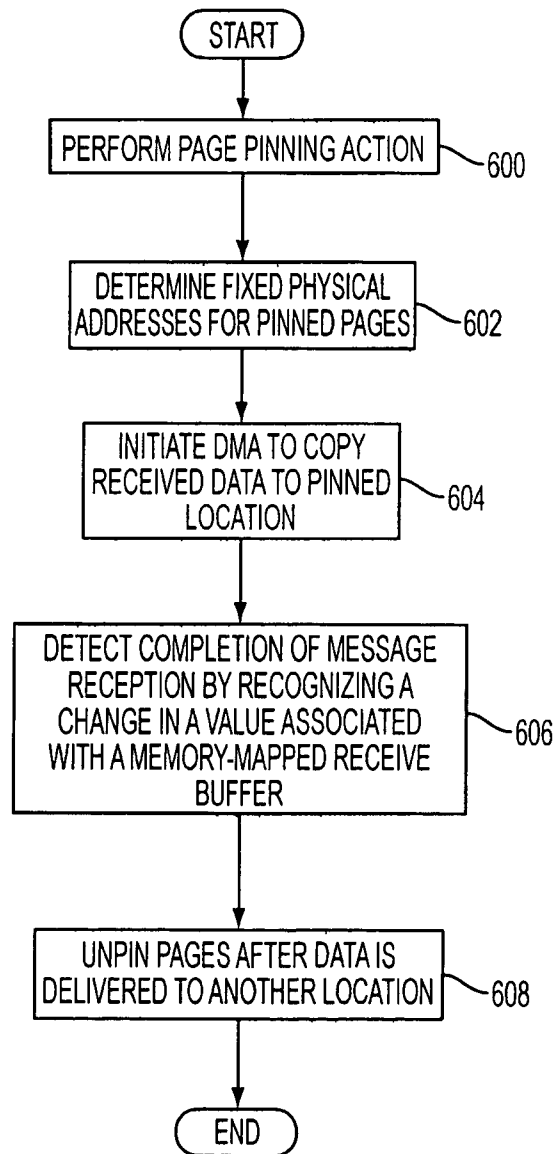 START
PERFORM PAGE PINNING ACTION
600
DETERMINE FIXED PHYSICAL
ADDRESSES FOR PINNED PAGES
602
INITIATE DMA TO COPY
RECEIVED DATA TO PINNED
LOCATION
604
DETECT COMPLETION OF MESSAGE
RECEPTION BY RECOGNIZING A
CHANGE IN A VALUE ASSOCIATED
WITH A MEMORY-MAPPED RECEIVE
BUFFER
606
UNPIN PAGES AFTER DATA IS
DELIVERED TO ANOTHER LOCATION
608
END